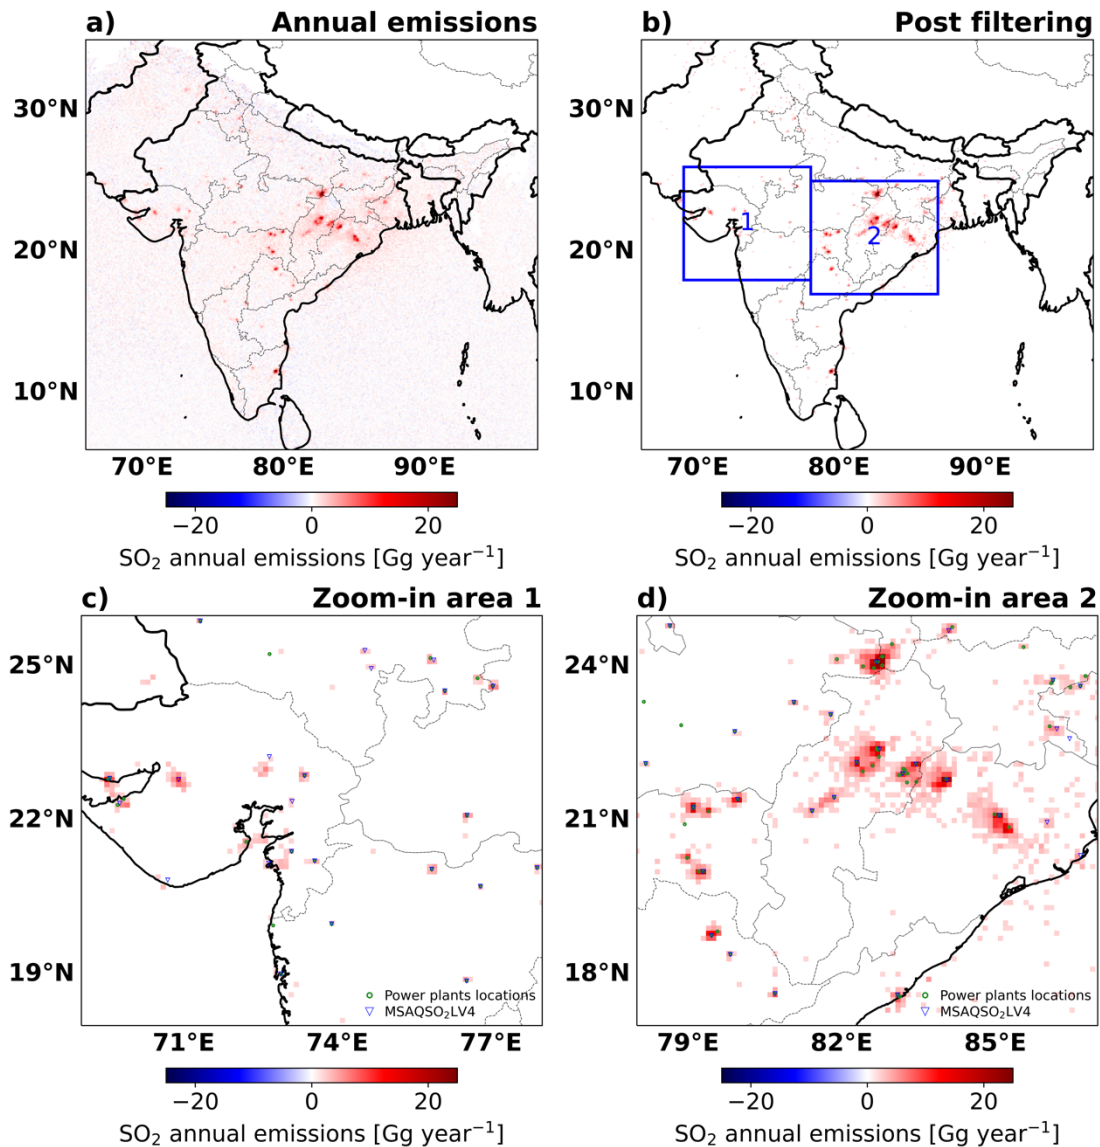 a) Annual emissions
b) Post filtering
30°N
20°N
10°N
70°E 80°E 90°E
−20 0 20
SO₂ annual emissions [Gg year⁻¹]
1
2
30°N
20°N
10°N
70°E 80°E 90°E
−20 0 20
SO₂ annual emissions [Gg year⁻¹]
c) Zoom-in area 1
25°N
22°N
19°N
Power plants locations
MSAQSO₂LV4
71°E 74°E 77°E
−20 0 20
SO₂ annual emissions [Gg year⁻¹]
d) Zoom-in area 2
24°N
21°N
18°N
Power plants locations
MSAQSO₂LV4
79°E 82°E 85°E
−20 0 20
SO₂ annual emissions [Gg year⁻¹]